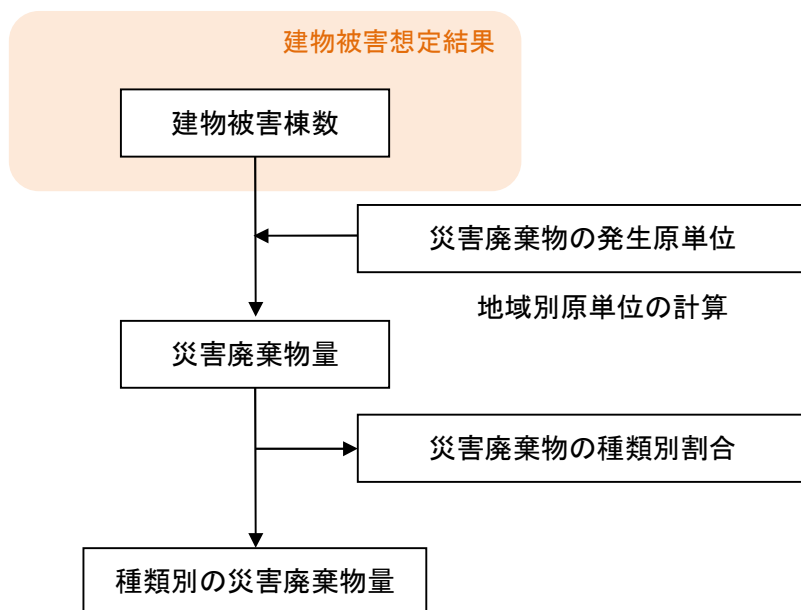 建物被害想定結果
建物被害棟数
災害廃棄物の発生原単位
地域別原単位の計算
災害廃棄物量
災害廃棄物の種類別割合
種類別の災害廃棄物量